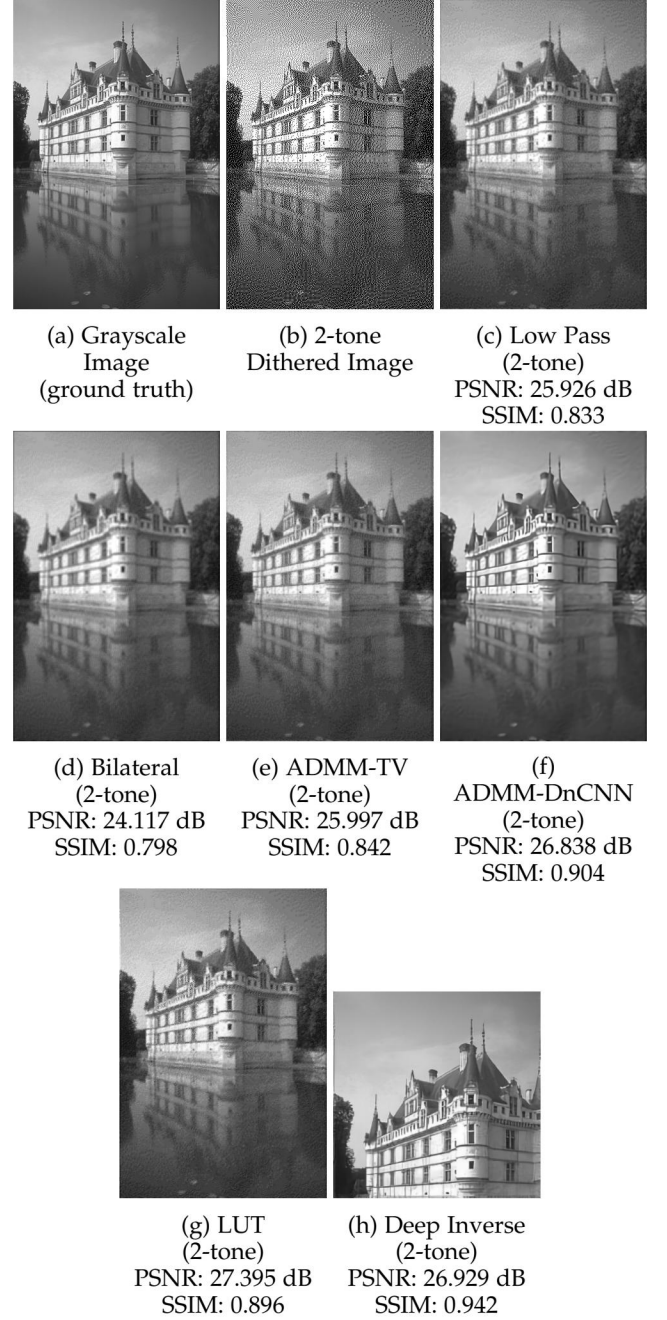 (a) Grayscale
Image
(ground truth)
(b) 2-tone
Dithered Image
(c) Low Pass
(2-tone)
PSNR: 25.926 dB
SSIM: 0.833
(d) Bilateral
(2-tone)
PSNR: 24.117 dB
SSIM: 0.798
(e) ADMM-TV
(2-tone)
PSNR: 25.997 dB
SSIM: 0.842
(f)
ADMM-DnCNN
(2-tone)
PSNR: 26.838 dB
SSIM: 0.904
(g) LUT
(2-tone)
PSNR: 27.395 dB
SSIM: 0.896
(h) Deep Inverse
(2-tone)
PSNR: 26.929 dB
SSIM: 0.942